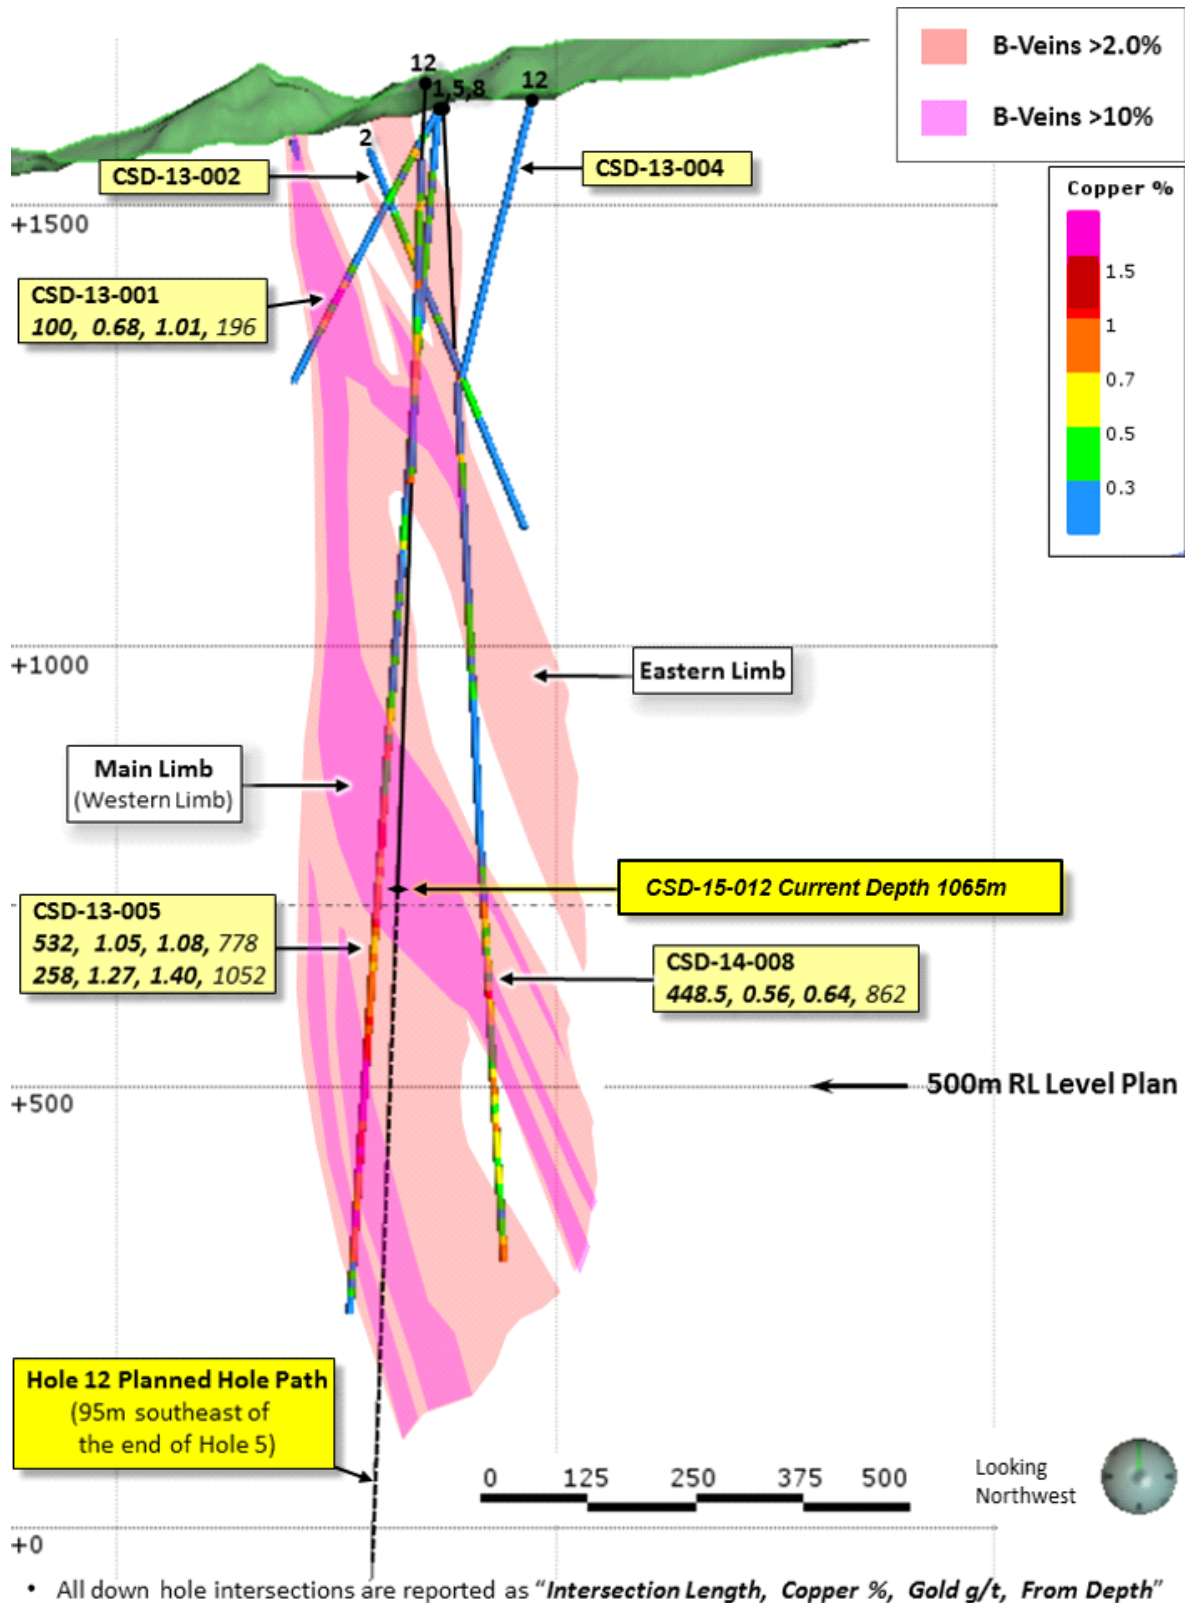 B-Veins >2.0%
B-Veins >10%
12
1,5,8
12
2
CSD-13-002
CSD-13-004
Copper %
1.5
1
0.7
0.5
0.3
+1500
CSD-13-001
100, 0.68, 1.01, 196
+1000
Eastern Limb
Main Limb
(Western Limb)
CSD-15-012 Current Depth 1065m
CSD-13-005
532, 1.05, 1.08, 778
258, 1.27, 1.40, 1052
CSD-14-008
448.5, 0.56, 0.64, 862
500m RL Level Plan
+500
Hole 12 Planned Hole Path
(95m southeast of
the end of Hole 5)
0 125 250 375 500
Looking
Northwest
+0
• All down hole intersections are reported as “Intersection Length, Copper %, Gold g/t, From Depth”